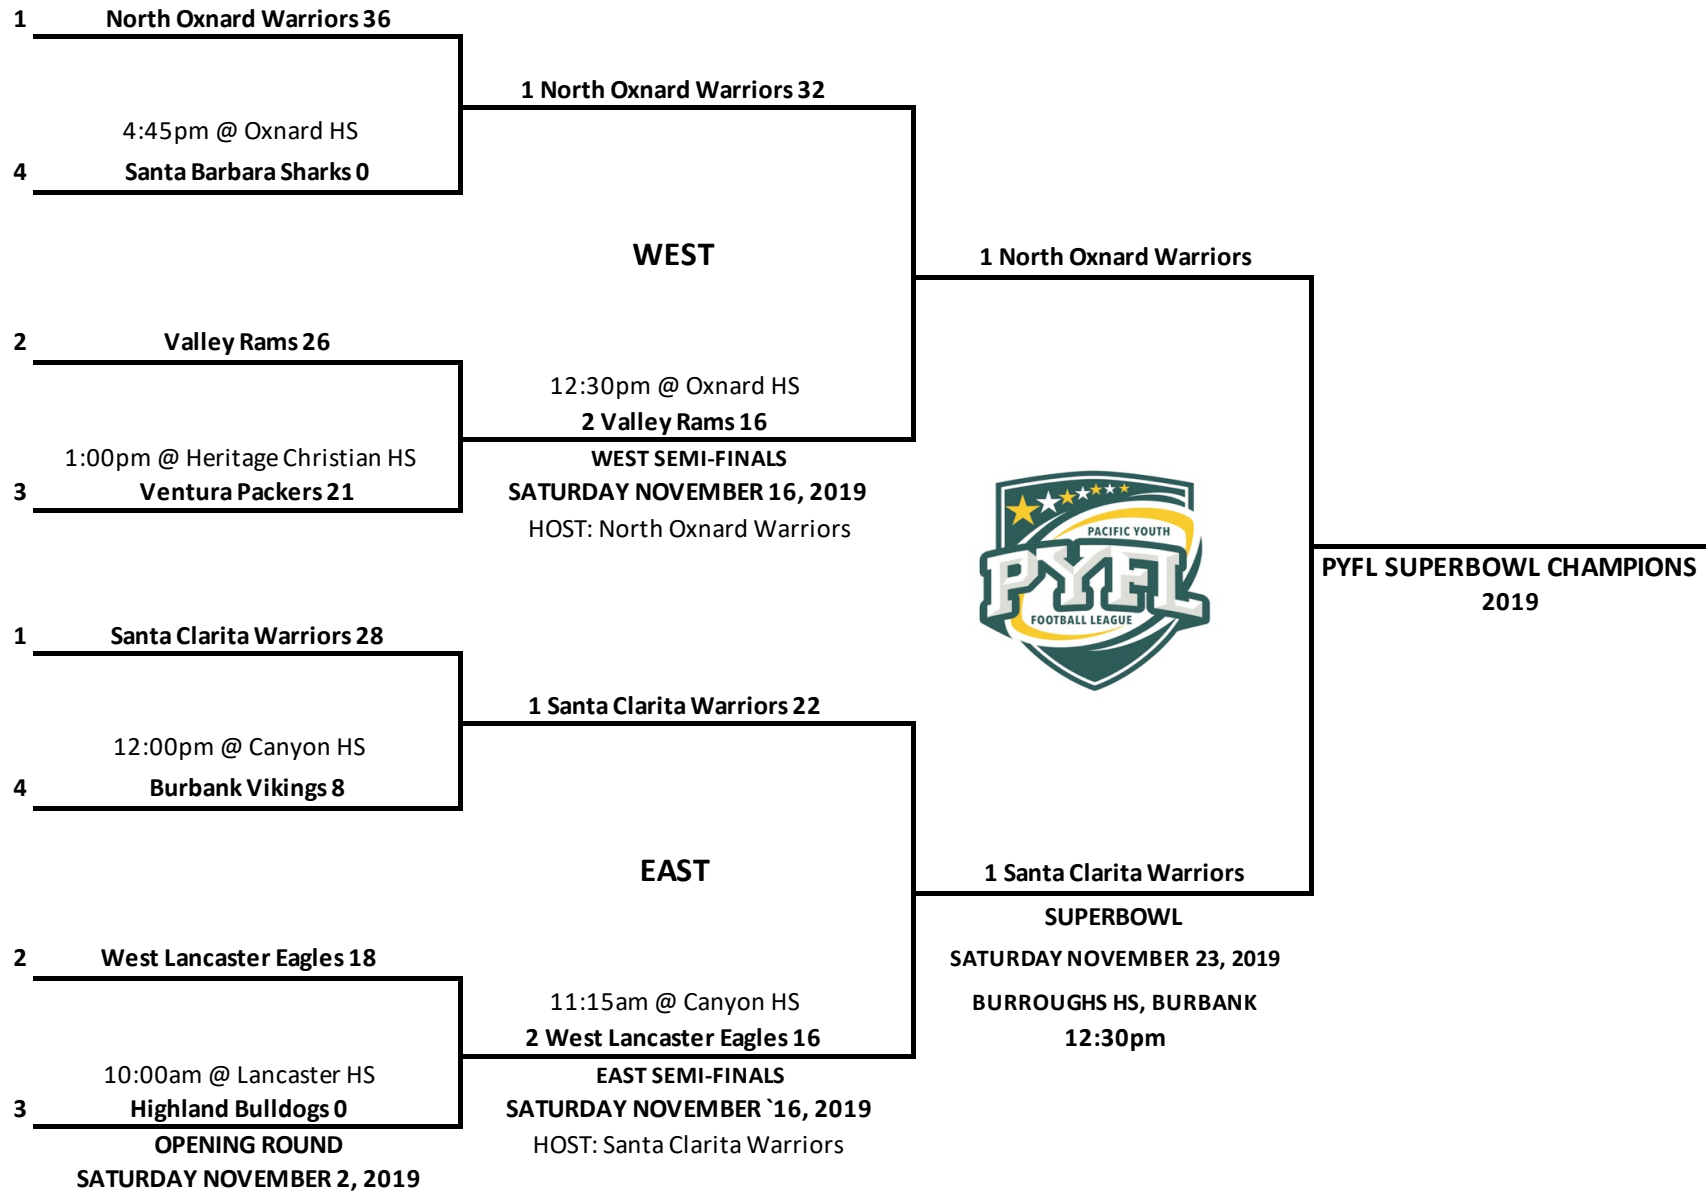 1 North Oxnard Warriors 36
1 North Oxnard Warriors 32
4:45pm @ Oxnard HS
4 Santa Barbara Sharks 0
WEST
1 North Oxnard Warriors
2 Valley Rams 26
12:30pm @ Oxnard HS
2 Valley Rams 16
1:00pm @ Heritage Christian HS
WEST SEMI-FINALS
3 Ventura Packers 21
SATURDAY NOVEMBER 16, 2019
HOST: North Oxnard Warriors
PACIFIC YOUTH
PYFL
FOOTBALL LEAGUE
PYFL SUPERBOWL CHAMPIONS
2019
1 Santa Clarita Warriors 28
1 Santa Clarita Warriors 22
12:00pm @ Canyon HS
4 Burbank Vikings 8
EAST
1 Santa Clarita Warriors
SUPERBOWL
2 West Lancaster Eagles 18
SATURDAY NOVEMBER 23, 2019
11:15am @ Canyon HS
BURROUGHS HS, BURBANK
2 West Lancaster Eagles 16
12:30pm
10:00am @ Lancaster HS
EAST SEMI-FINALS
3 Highland Bulldogs 0
SATURDAY NOVEMBER `16, 2019
OPENING ROUND
HOST: Santa Clarita Warriors
SATURDAY NOVEMBER 2, 2019